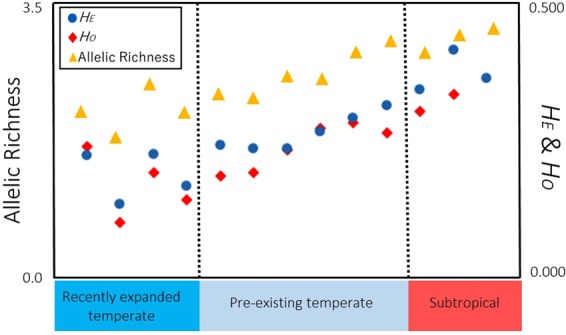 3.5
0.500
HE
HO
Allelic Richness
Allelic Richness
HE & HO
0.0
0.000
Recently expanded
temperate
Pre-existing temperate
Subtropical